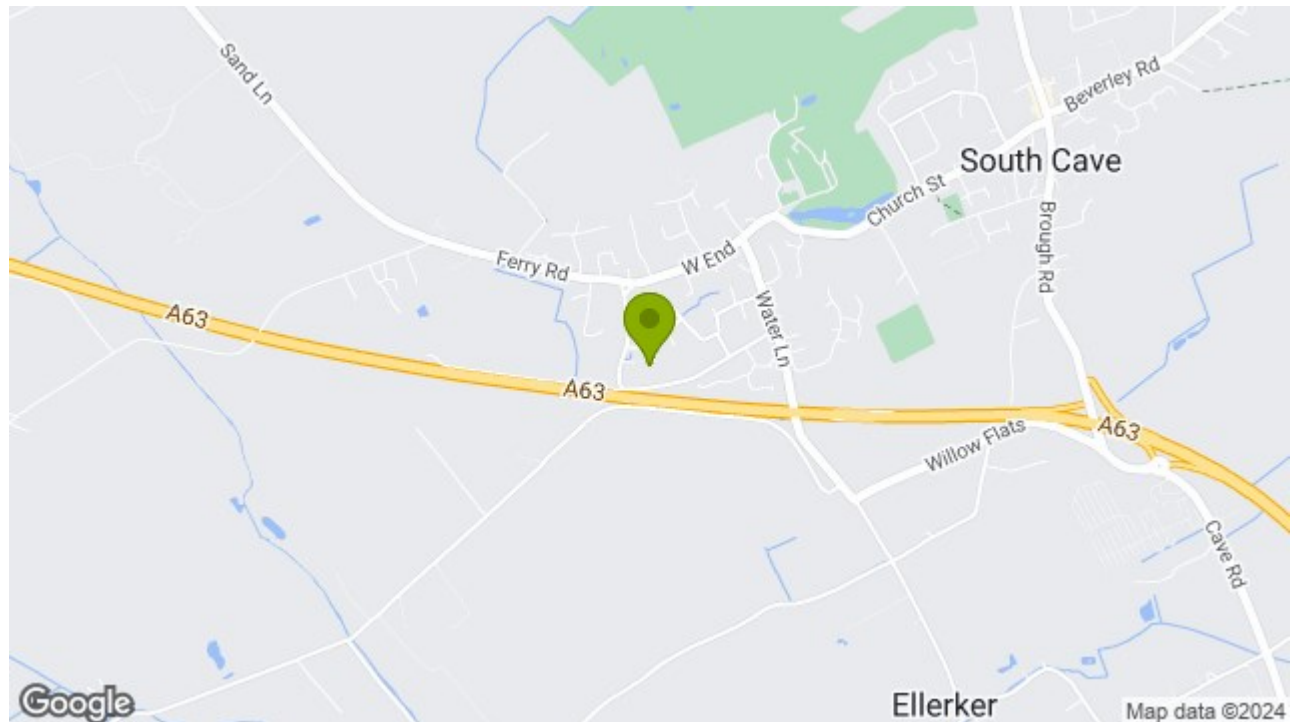 Sand Ln
Beverley Rd
South Cave
Church St
Brough Rd
W End
Ferry Rd
Water Ln
A63
A63
A63
Willow Flats
Cave Rd
Ellerker
Google
Map data ©2024